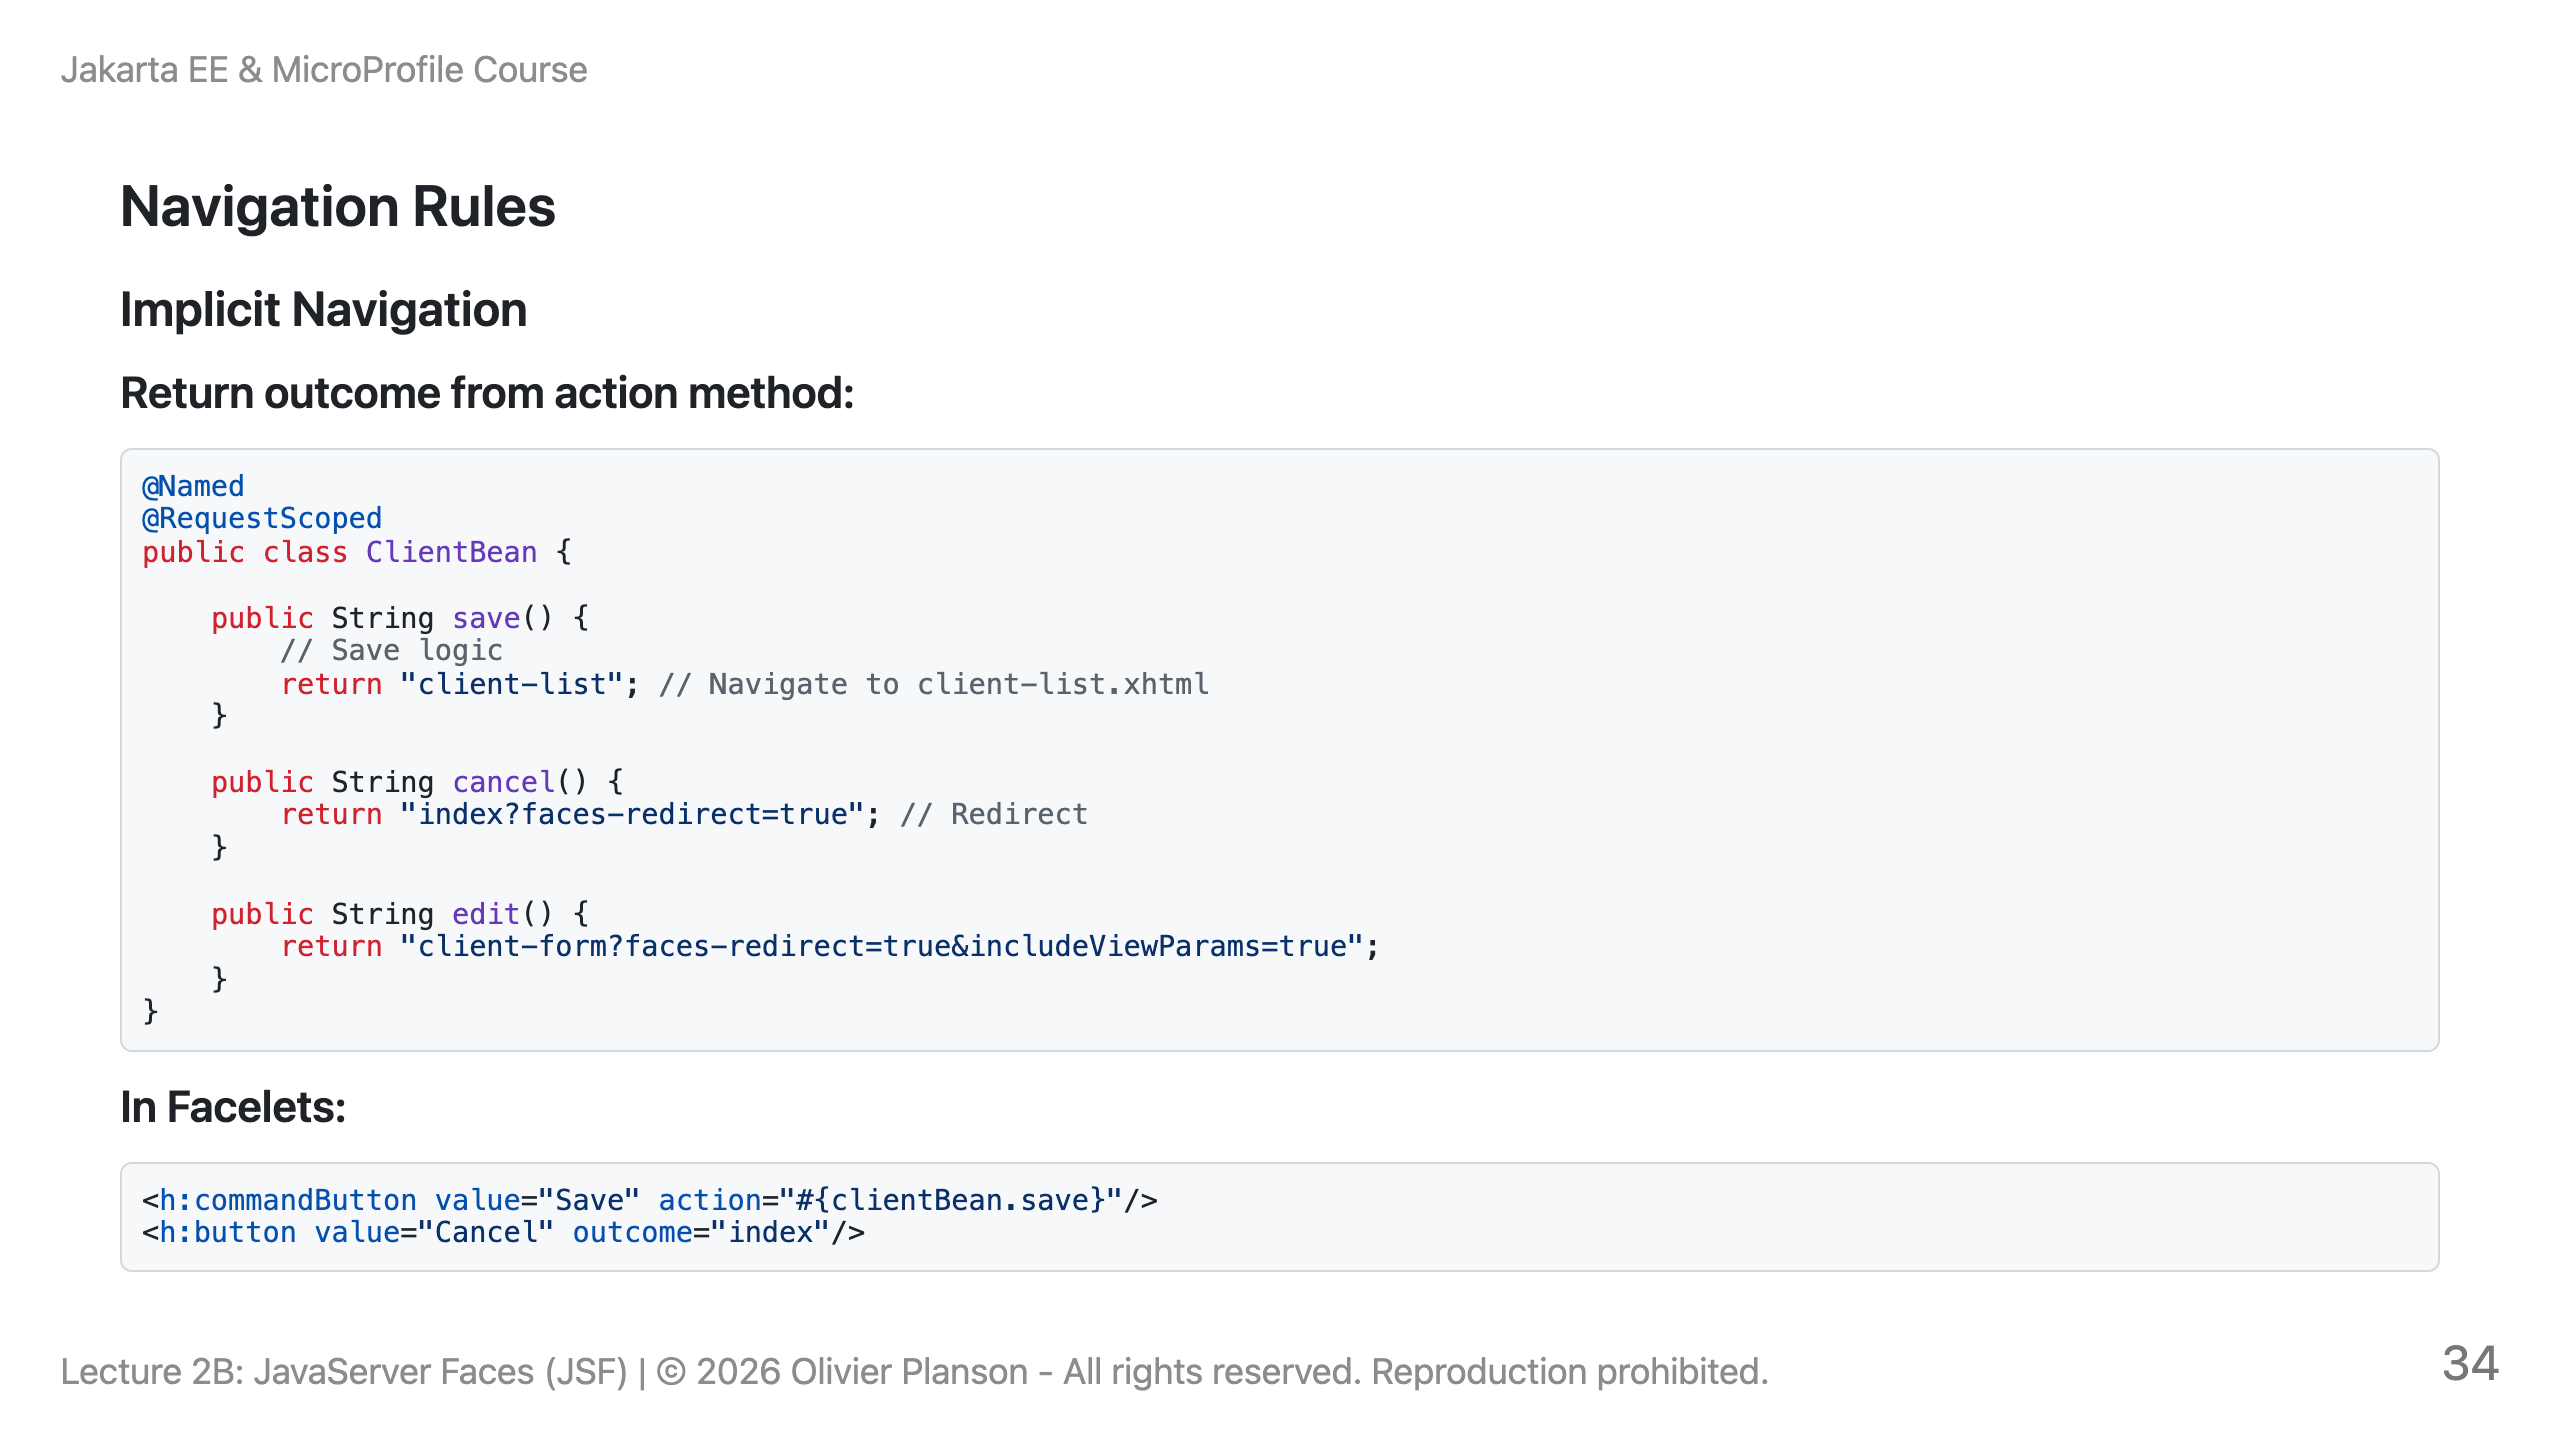 Jakarta EE & MicroProfile Course
Navigation Rules
Implicit Navigation
Return outcome from action method:
@Named
@RequestScoped
public class ClientBean {
    public String save() {
        // Save logic
        return "client-list"; // Navigate to client-list.xhtml
    }
    public String cancel() {
        return "index?faces-redirect=true"; // Redirect
    }
    public String edit() {
        return "client-form?faces-redirect=true&includeViewParams=true";
    }
}
In Facelets:
<h:commandButton value="Save" action="#{clientBean.save}"/>
<h:button value="Cancel" outcome="index"/>
Lecture 2B: JavaServer Faces (JSF) | © 2026 Olivier Planson - All rights reserved. Reproduction prohibited.
34